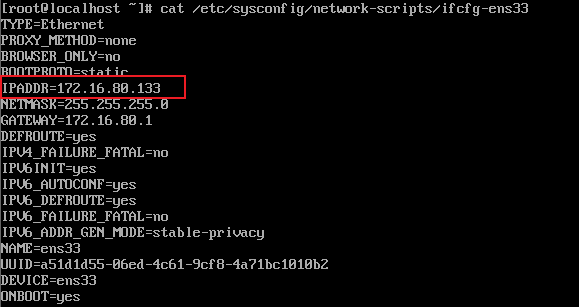 [root@localhost ~]# cat /etc/sysconfig/network-scripts/ifcfg-ens33
TYPE=Ethernet
PROXY_METHOD=none
BROWSER_ONLY=no
BOOTPROTO=static
IPADDR=172.16.80.133
NETMASK=255.255.255.0
GATEWAY=172.16.80.1
DEFROUTE=yes
IPV4_FAILURE_FATAL=no
IPV6INIT=yes
IPV6_AUTOCONF=yes
IPV6_DEFROUTE=yes
IPV6_FAILURE_FATAL=no
IPV6_ADDR_GEN_MODE=stable-privacy
NAME=ens33
UUID=a51d1d55-06ed-4c61-9cf8-4a71bc1010b2
DEVICE=ens33
ONBOOT=yes